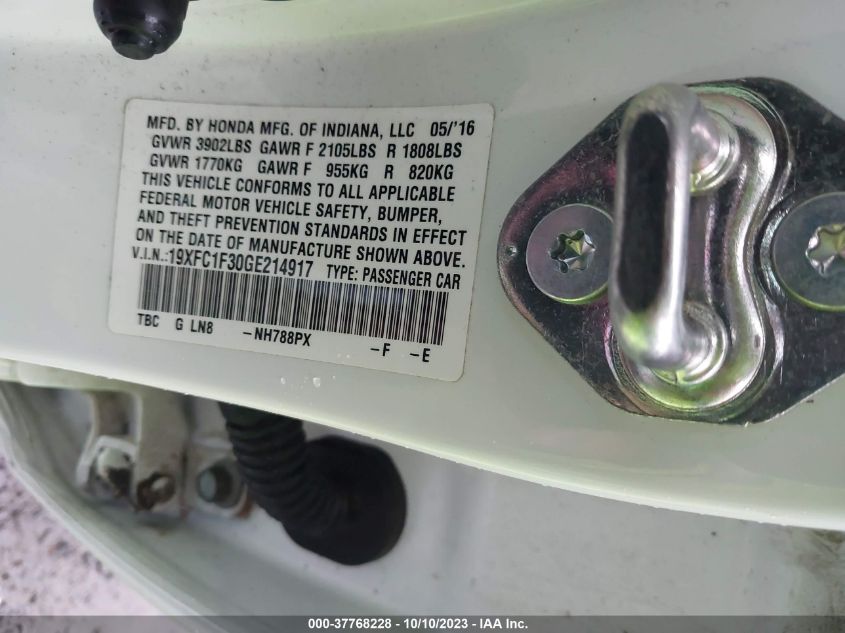 MFD. BY HONDA MFG. OF INDIANA, LLC 05/'16
GVWR 3902LBS GAWR F 2105LBS R 1808LBS
GVWR 1770KG GAWR F 955KG R 820KG
THIS VEHICLE CONFORMS TO ALL APPLICABLE
FEDERAL MOTOR VEHICLE SAFETY, BUMPER,
AND THEFT PREVENTION STANDARDS IN EFFECT
ON THE DATE OF MANUFACTURE SHOWN ABOVE.
V.I.N.:19XFC1F30GE214917 TYPE: PASSENGER CAR
TBC G LN8 -NH788PX -F -E
000-37768228 - 10/10/2023 - IAA Inc.